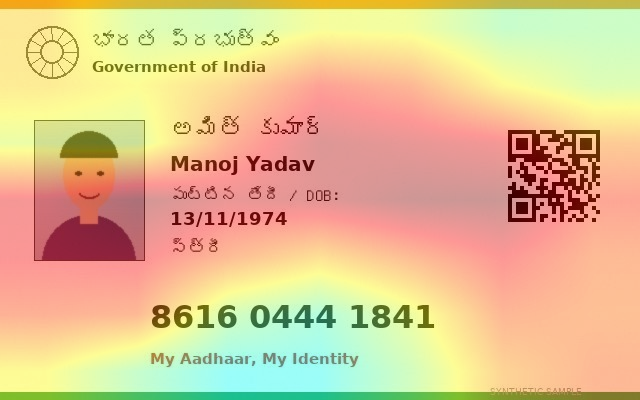 భారత ప్రభుత్వం
Government of India
అమిత్ కుమార్
Manoj Yadav
పుట్టిన తేదీ / DOB:
13/11/1974
స్త్రీ
8616 0444 1841
My Aadhaar, My Identity
SYNTHETIC SAMPLE